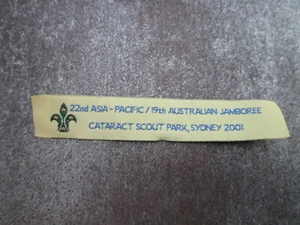 22nd ASIA-PACIFIC/19th AUSTRALIAN JAMBOREE
CATARACT SCOUT PARK, SYDNEY 2001